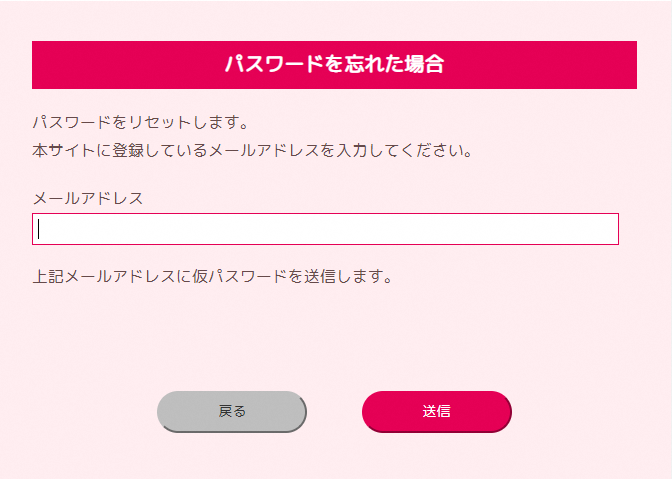 パスワードを忘れた場合
パスワードをリセットします。
本サイトに登録しているメールアドレスを入力してください。
メールアドレス
上記メールアドレスに仮パスワードを送信します。
戻る
送信